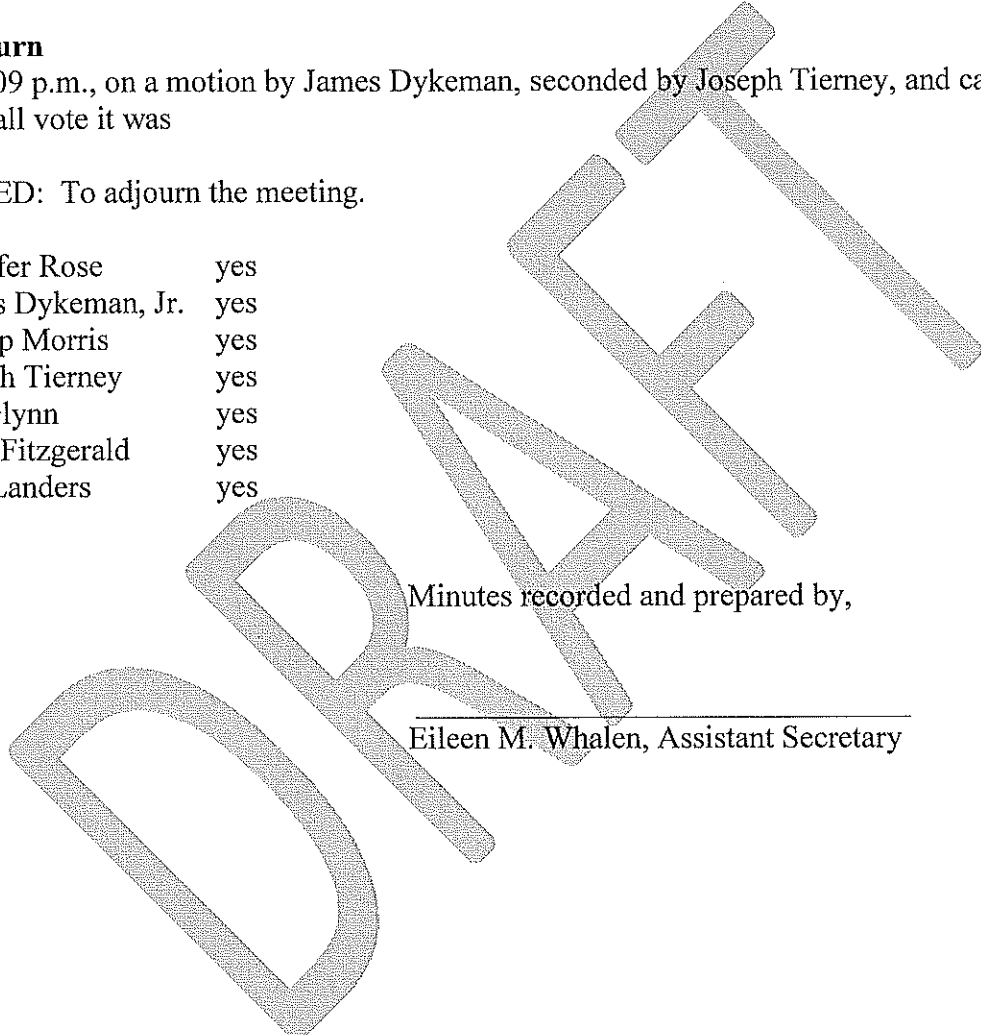 urn
09 p.m., on a motion by James Dykeman, seconded by Joseph Tierney, and ca
all vote it was
ED: To adjourn the meeting.
fer Rose yes
s Dykeman, Jr. yes
p Morris yes
h Tierney yes
lynn yes
Fitzgerald yes
Landers yes
Minutes recorded and prepared by,
Eileen M. Whalen, Assistant Secretary
DRAFT